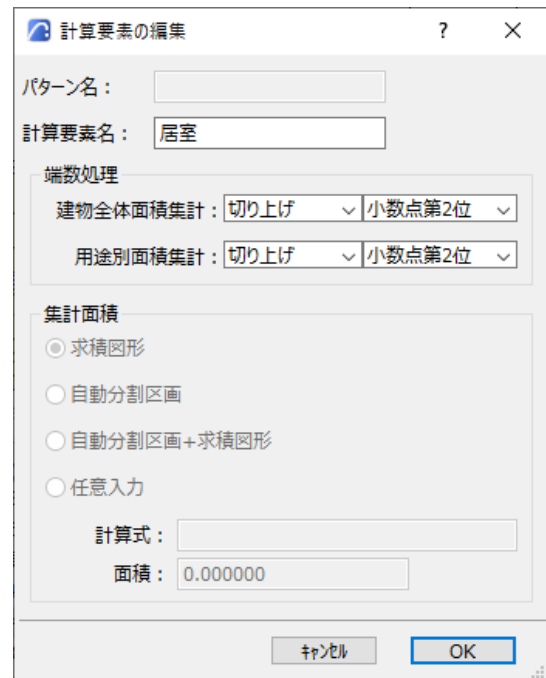 計算要素の編集 ? ×
パターン名：
計算要素名： 居室
端数処理
建物全体面積集計：切り上げ 小数点第2位
用途別面積集計：切り上げ 小数点第2位
集計面積
求積図形
自動分割区画
自動分割区画+求積図形
任意入力
計算式：
面積： 0.000000
ｷｬﾝｾﾙ OK